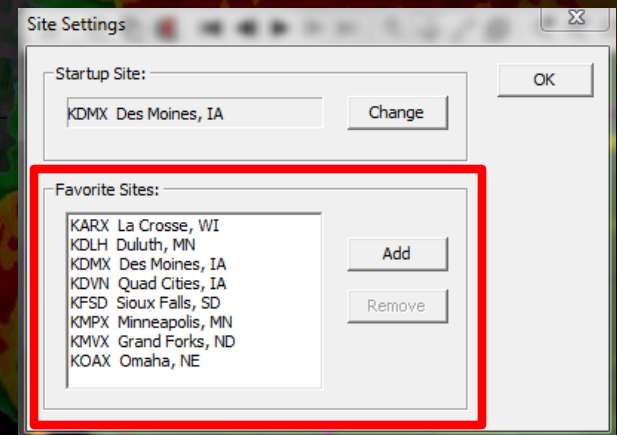 Site Settings
Startup Site:
KDMX Des Moines, IA
Change
OK
Favorite Sites:
KARX La Crosse, WI
KDLH Duluth, MN
KDMX Des Moines, IA
KDVN Quad Cities, IA
KFSD Sioux Falls, SD
KMPX Minneapolis, MN
KMVX Grand Forks, ND
KOAX Omaha, NE
Add
Remove